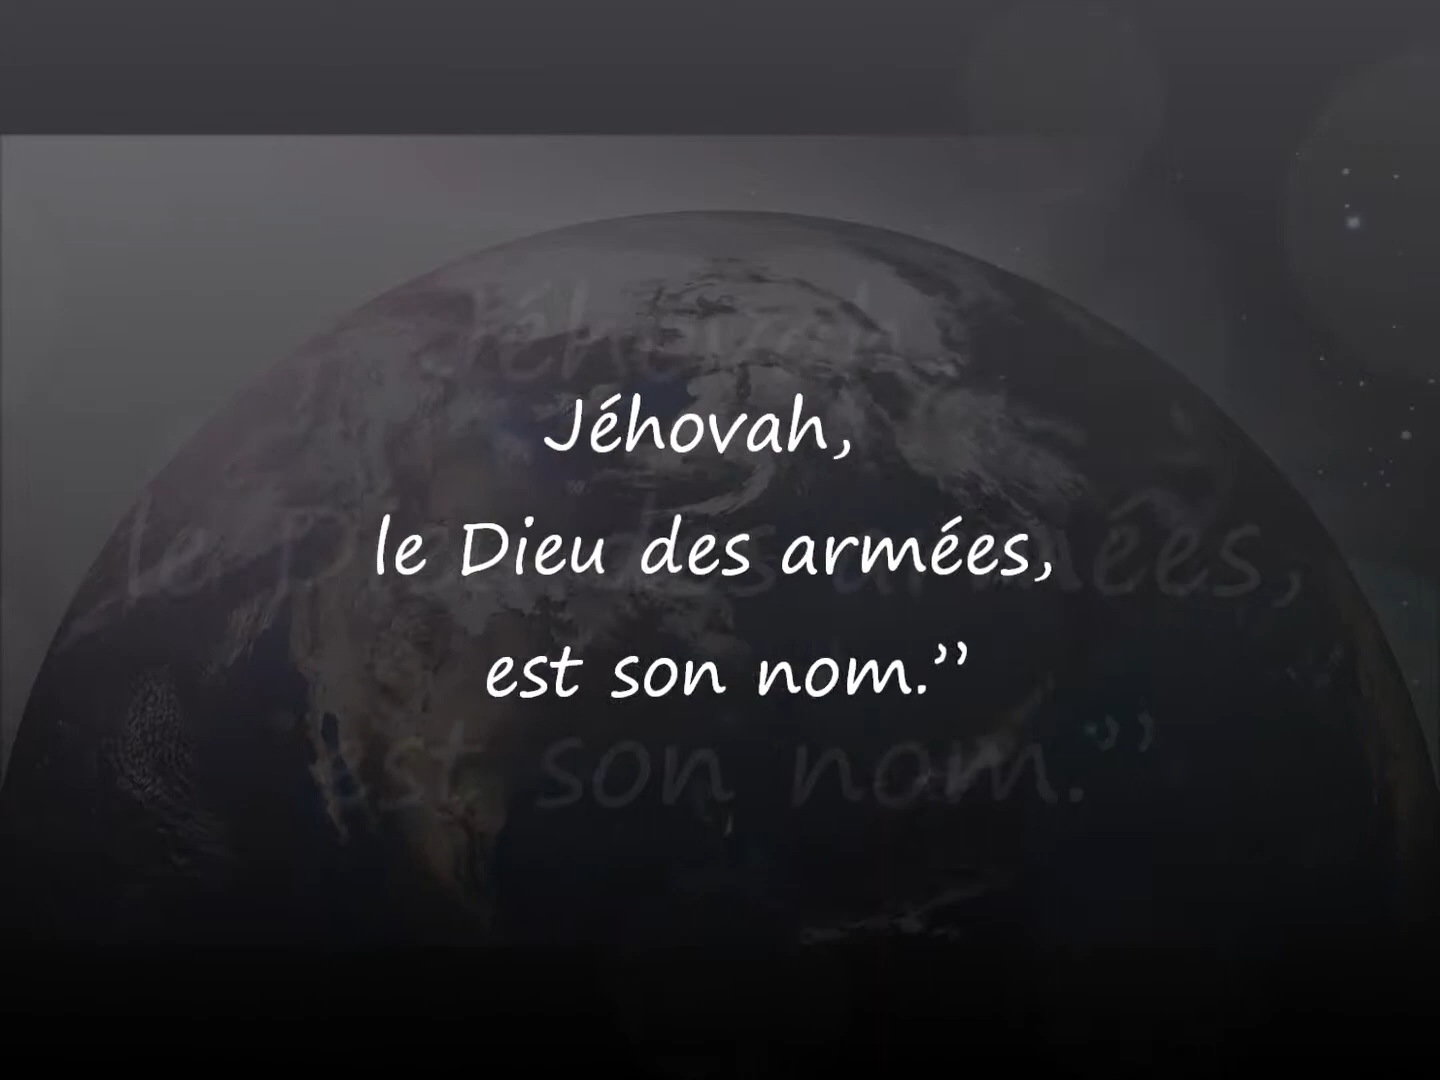 Jéhovah,
le Dieu des armées,
est son nom.’’